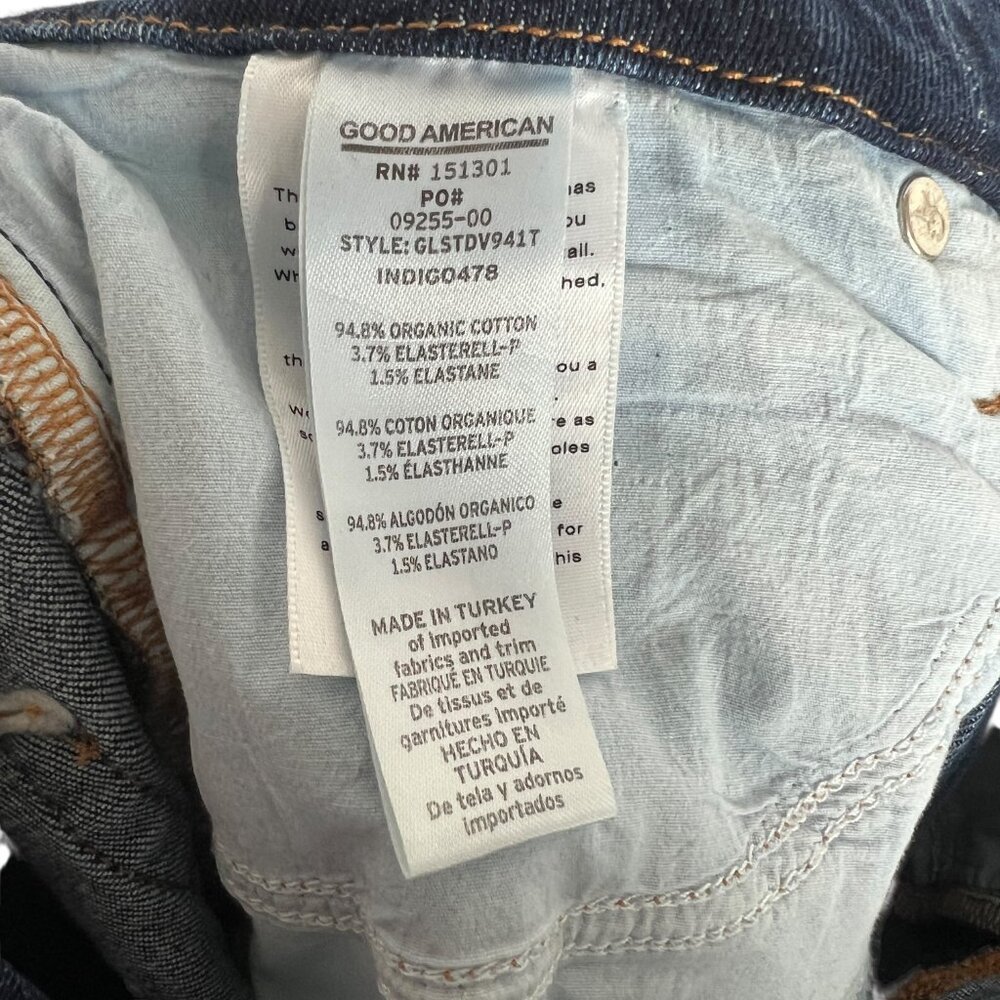 GOOD AMERICAN
RN# 151301
PO#
09255-00
STYLE: GLSTDV941T
INDIGO478
94.8% ORGANIC COTTON
3.7% ELASTERELL-P
1.5% ELASTANE
94.8% COTON ORGANIQUE
3.7% ELASTERELL-P
1.5% ÉLASTHANNE
94.8% ALGODÓN ORGANICO
3.7% ELASTERELL-P
1.5% ELASTANO
MADE IN TURKEY
of imported
fabrics and trim
FABRIQUÉ EN TURQUIE
De tissus et de
garnitures importé
HECHO EN
TURQUÍA
De tela y adornos
importados
all.
a
as
for